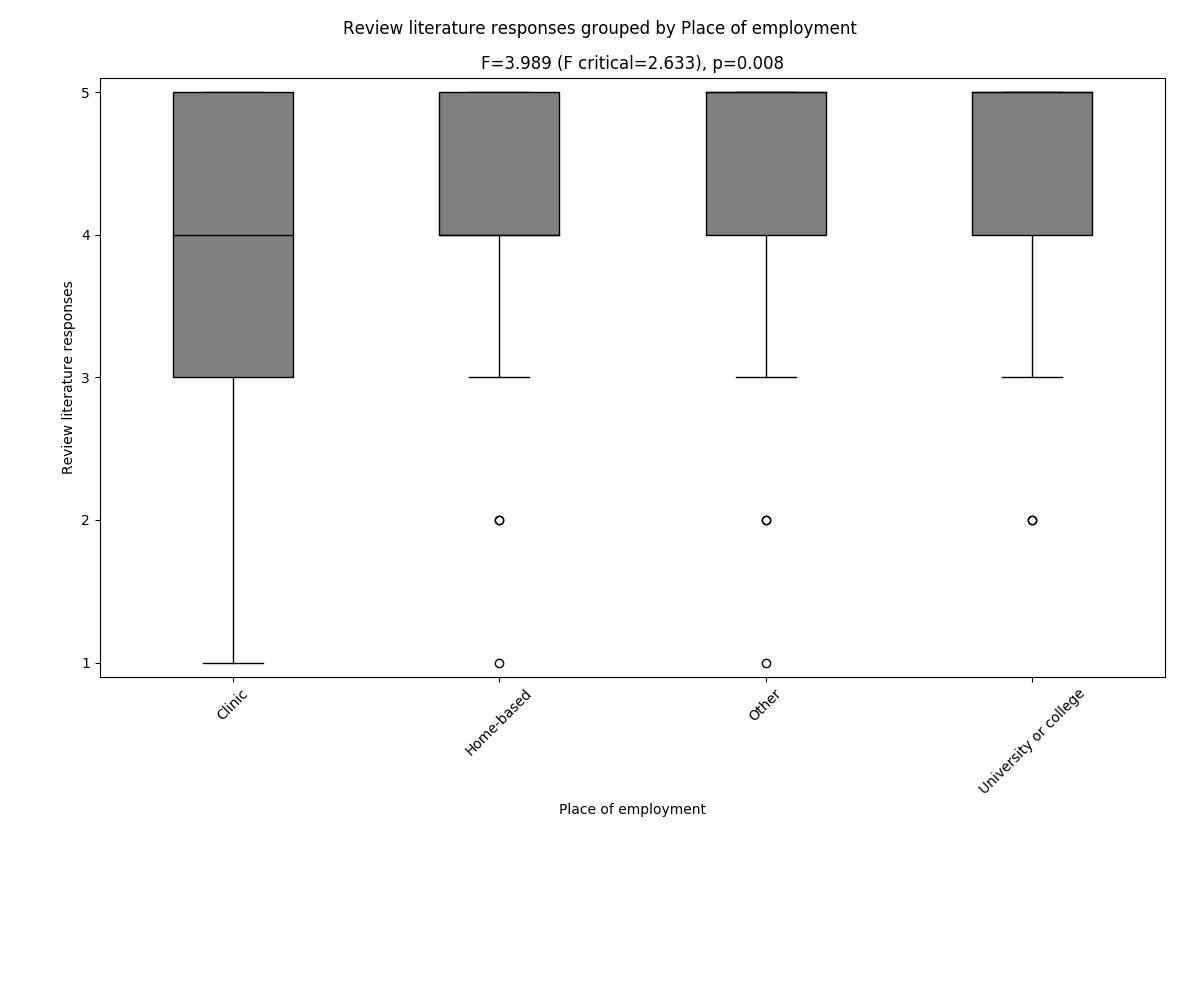 Review literature responses grouped by Place of employment
F=3.989 (F critical=2.633), p=0.008
5
4
3
2
1
Review literature responses
Clinic
Home-based
Other
University or college
Place of employment